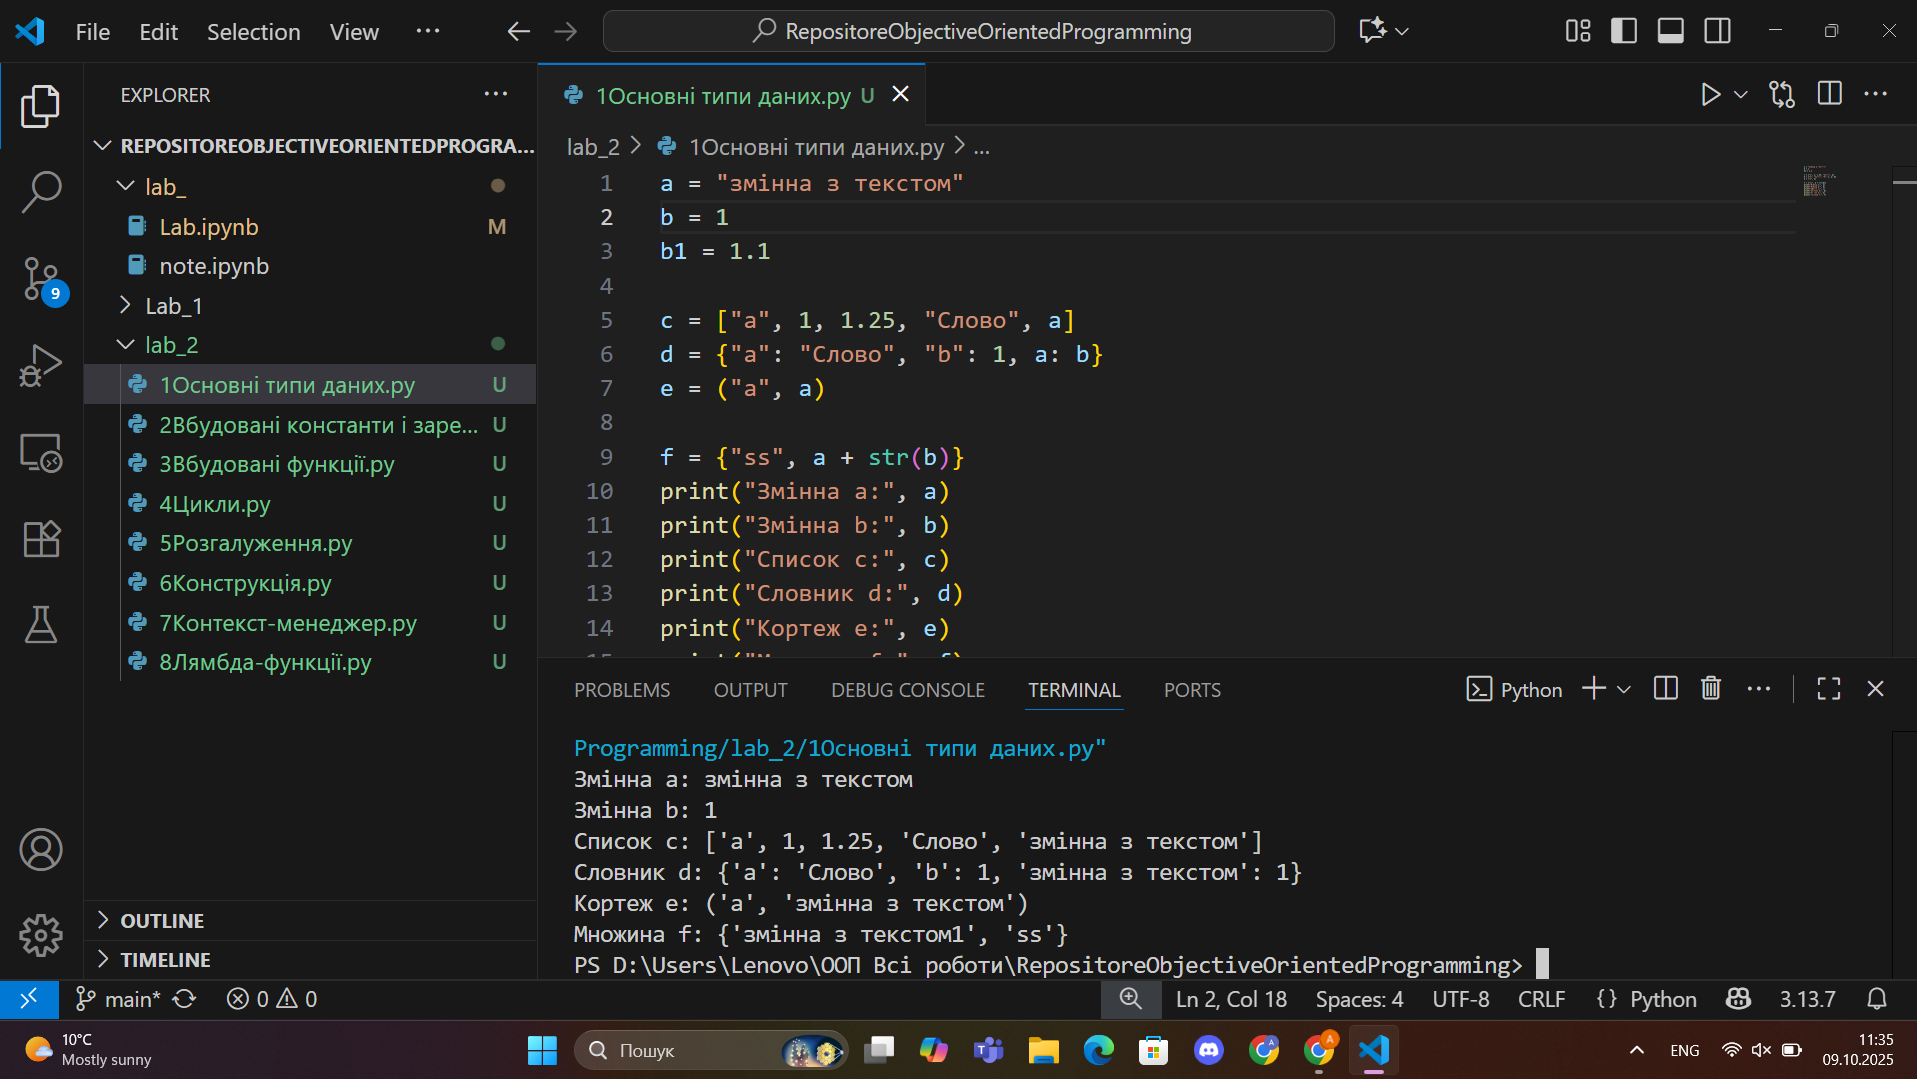 File Edit Selection View ··· RepositoreObjectiveOrientedProgramming
EXPLORER ···
REPOSITOREOBJECTIVEORIENTEDPROGRA...
lab_
Lab.ipynb M
note.ipynb
Lab_1
lab_2
1Основні типи даних.py U
2Вбудовані константи і заре... U
3Вбудовані функції.py U
4Цикли.py U
5Розгалуження.py U
6Конструкція.py U
7Контекст-менеджер.py U
8Лямбда-функції.py U
9
OUTLINE
TIMELINE
1Основні типи даних.py U
lab_2 > 1Основні типи даних.py > ...
1 a = "змінна з текстом"
2 b = 1
3 b1 = 1.1
4
5 c = ["a", 1, 1.25, "Слово", a]
6 d = {"a": "Слово", "b": 1, a: b}
7 e = ("a", a)
8
9 f = {"ss", a + str(b)}
10 print("Змінна a:", a)
11 print("Змінна b:", b)
12 print("Список c:", c)
13 print("Словник d:", d)
14 print("Кортеж e:", e)
PROBLEMS OUTPUT DEBUG CONSOLE TERMINAL PORTS Python
Programming/lab_2/1Основні типи даних.py"
Змінна a: змінна з текстом
Змінна b: 1
Список c: ['a', 1, 1.25, 'Слово', 'змінна з текстом']
Словник d: {'a': 'Слово', 'b': 1, 'змінна з текстом': 1}
Кортеж e: ('a', 'змінна з текстом')
Множина f: {'змінна з текстом1', 'ss'}
PS D:\Users\Lenovo\ООП Всі роботи\RepositoreObjectiveOrientedProgramming>
main* 0 0 Ln 2, Col 18 Spaces: 4 UTF-8 CRLF {} Python 3.13.7
10°C
Mostly sunny
Пошук
ENG
11:35
09.10.2025